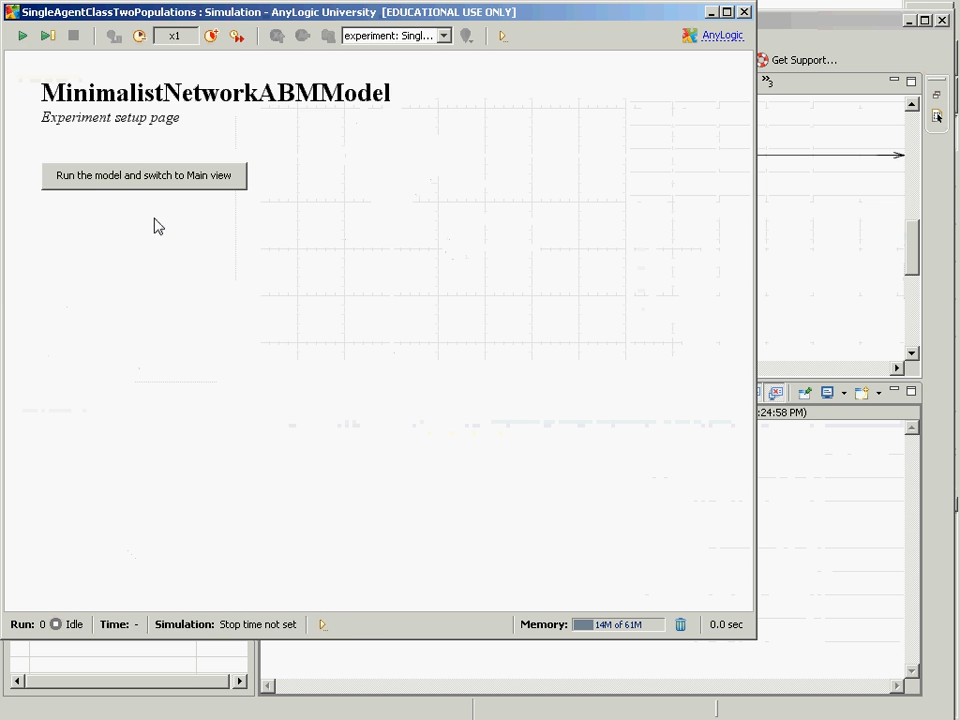 SingleAgentClassTwoPopulations : Simulation - AnyLogic University [EDUCATIONAL USE ONLY]
x1
experiment: Singl...
AnyLogic
Get Support...
3
MinimalistNetworkABMModel
Experiment setup page
Run the model and switch to Main view
:24:58 PM)
Run: 0 Idle Time: - Simulation: Stop time not set Memory: 14M of 61M 0.0 sec